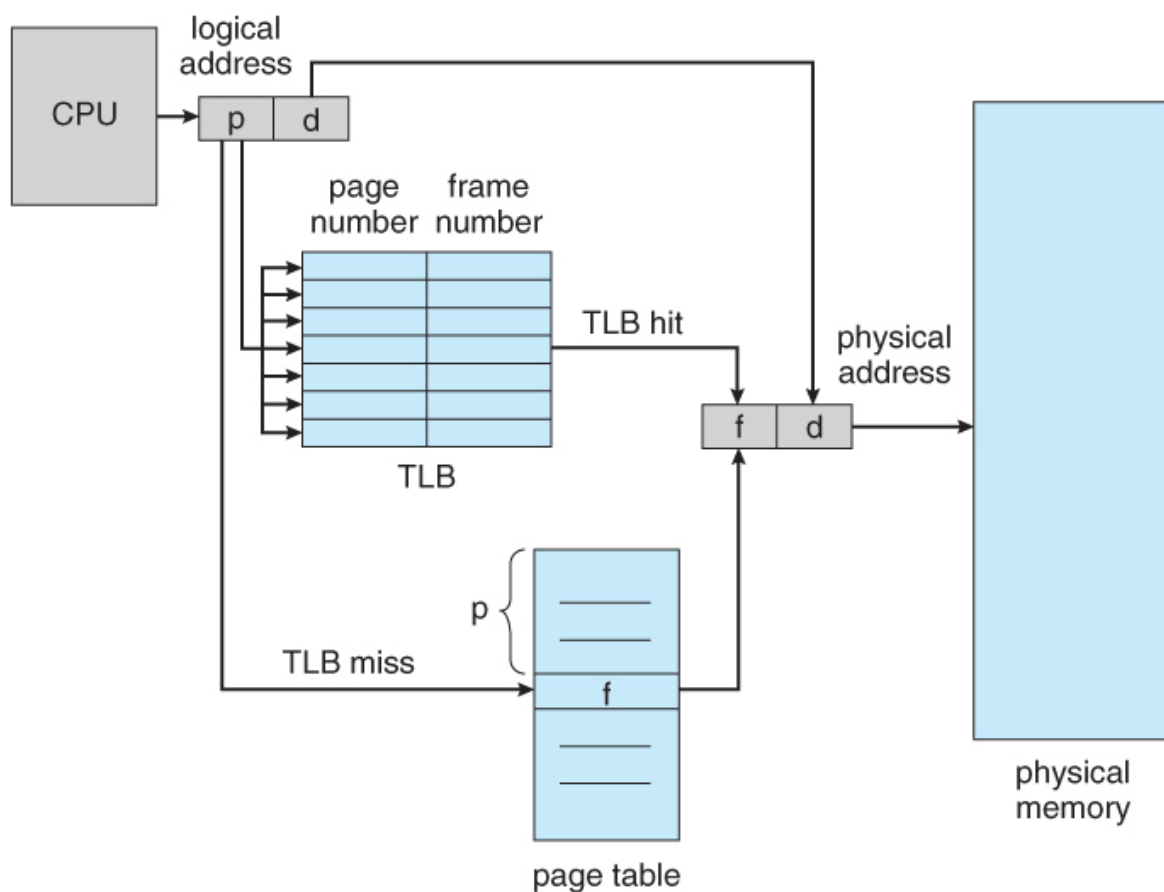 logical
address
CPU
p
d
page
number
frame
number
TLB hit
TLB
physical
address
f
d
p
TLB miss
f
page table
physical
memory